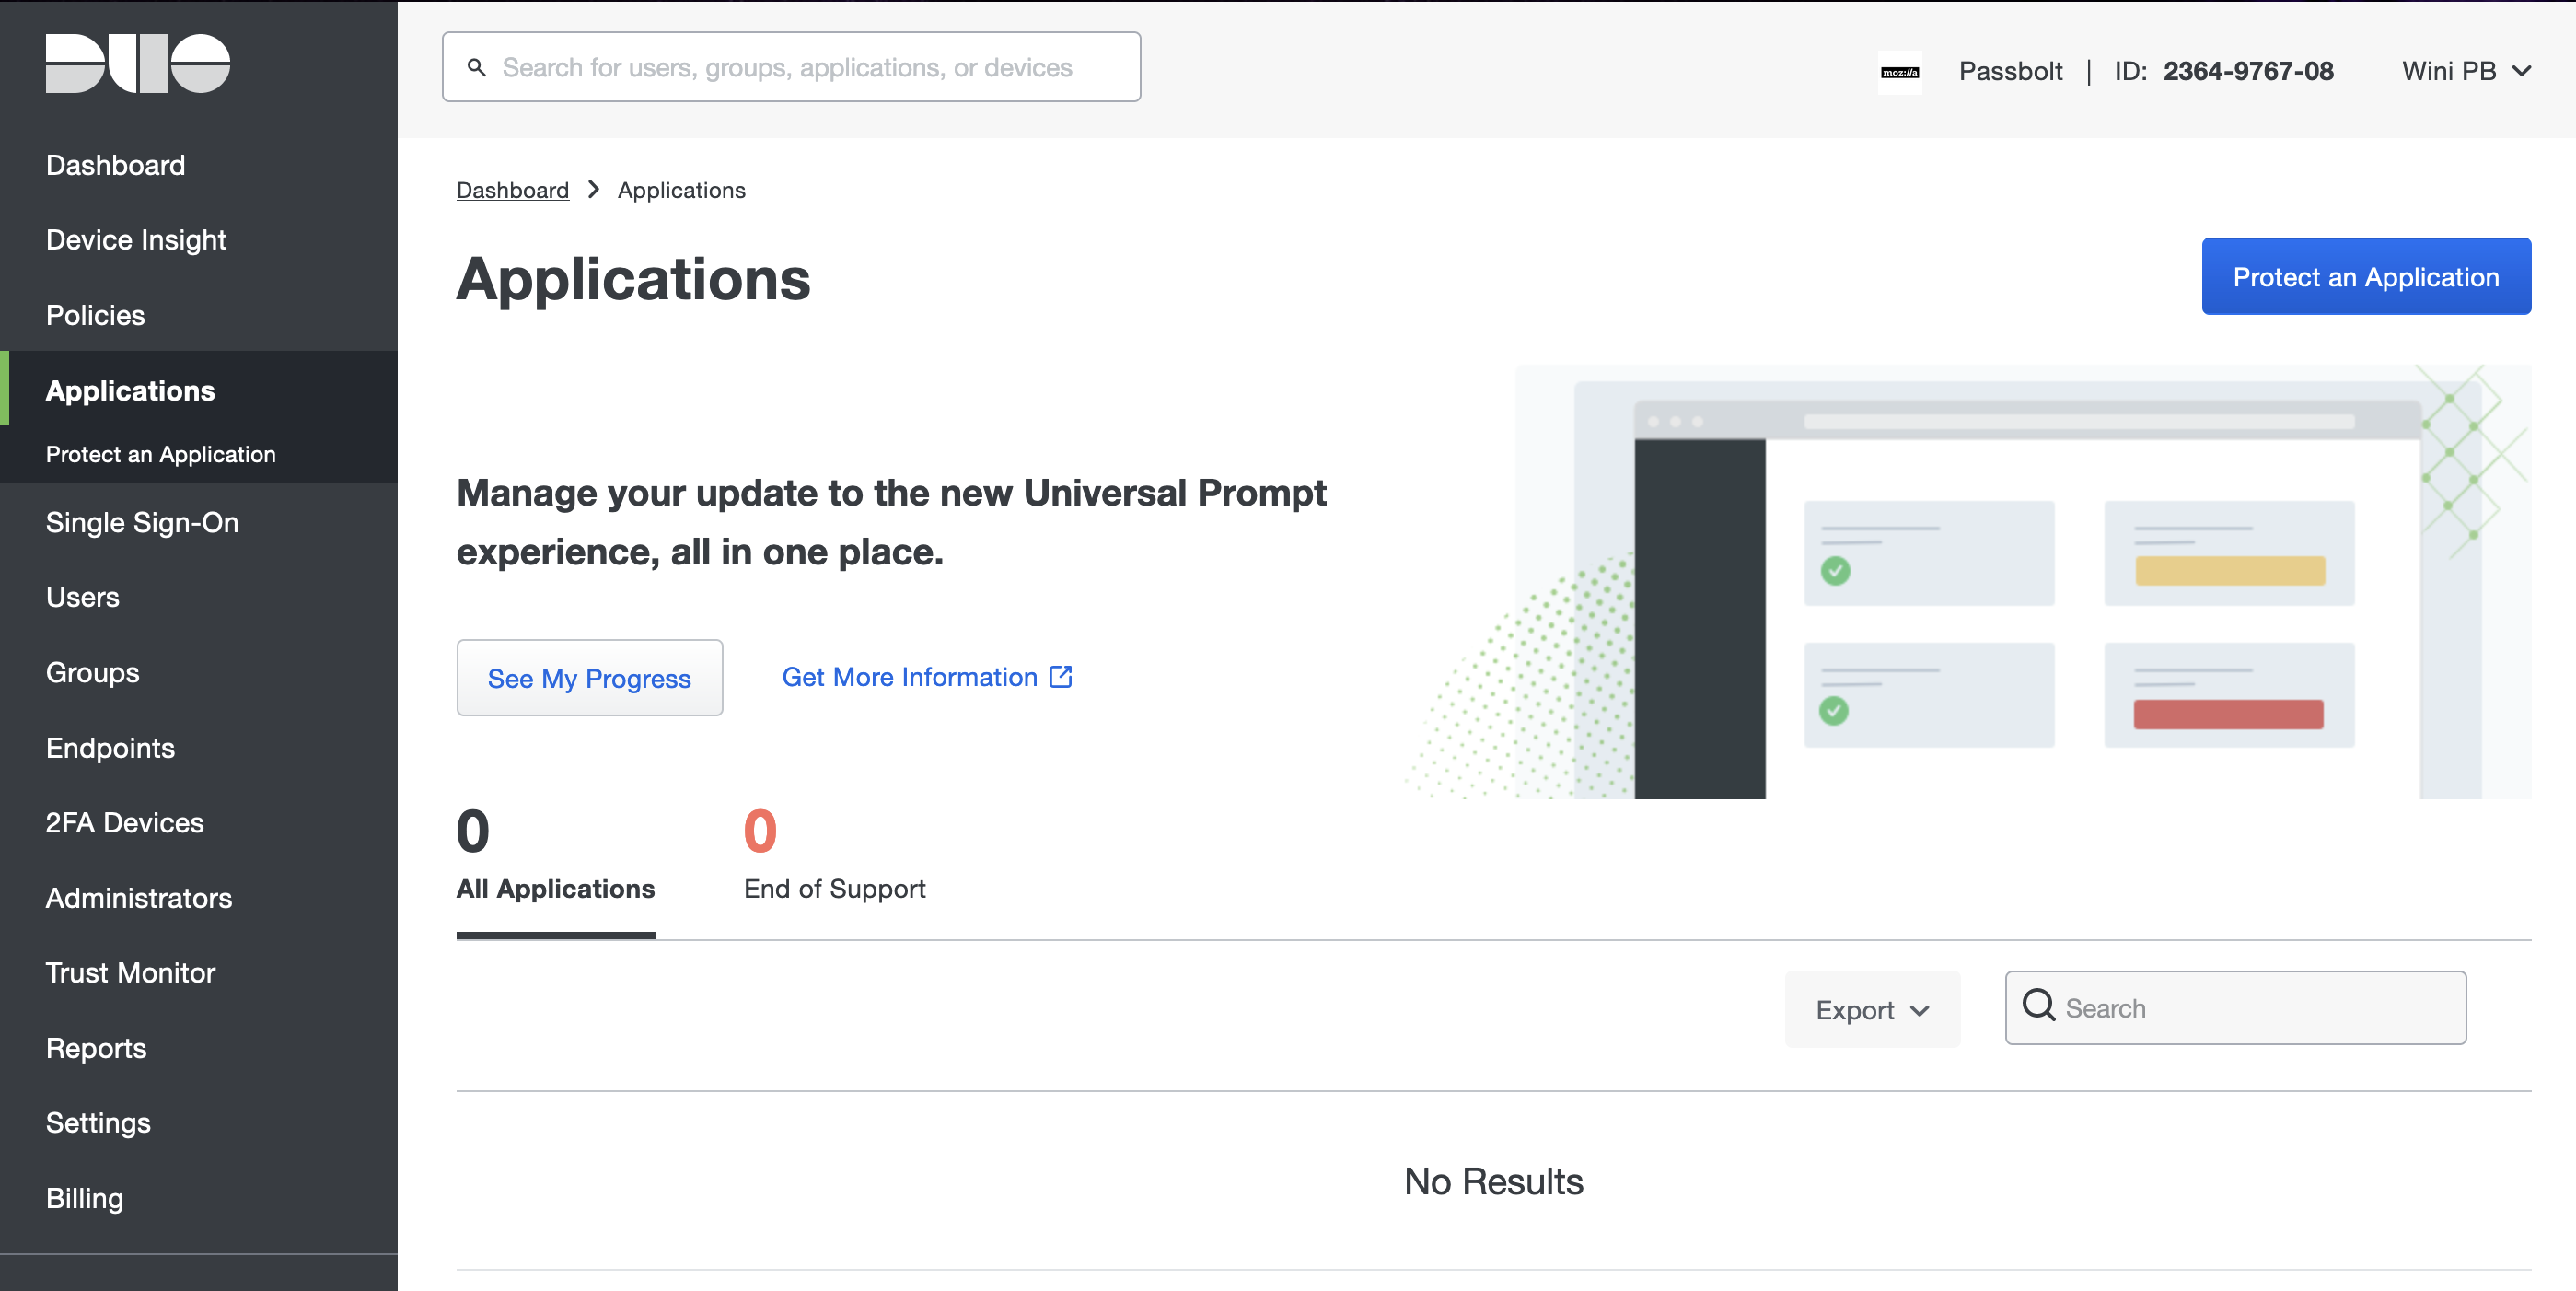 DUO
Search for users, groups, applications, or devices
moz://a
Passbolt | ID: 2364-9767-08
Wini PB
Dashboard
Device Insight
Policies
Applications
Protect an Application
Single Sign-On
Users
Groups
Endpoints
2FA Devices
Administrators
Trust Monitor
Reports
Settings
Billing
Dashboard > Applications
Applications
Protect an Application
Manage your update to the new Universal Prompt
experience, all in one place.
See My Progress
Get More Information
0
All Applications
0
End of Support
Export
Search
No Results